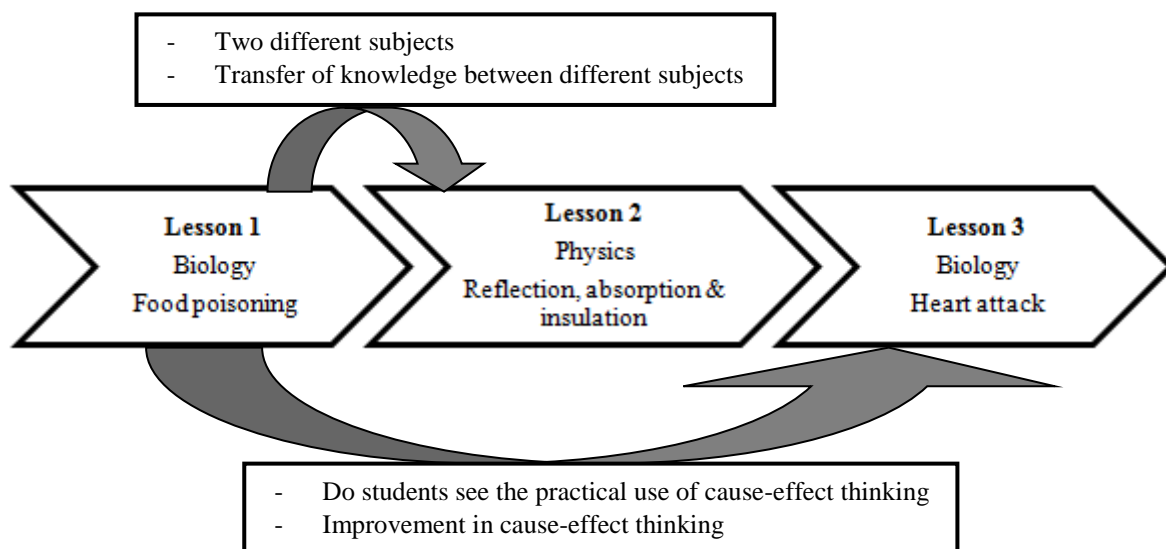 - Two different subjects
- Transfer of knowledge between different subjects
Lesson 1
Biology
Food poisoning
Lesson 2
Physics
Reflection, absorption &
insulation
Lesson 3
Biology
Heart attack
- Do students see the practical use of cause-effect thinking
- Improvement in cause-effect thinking